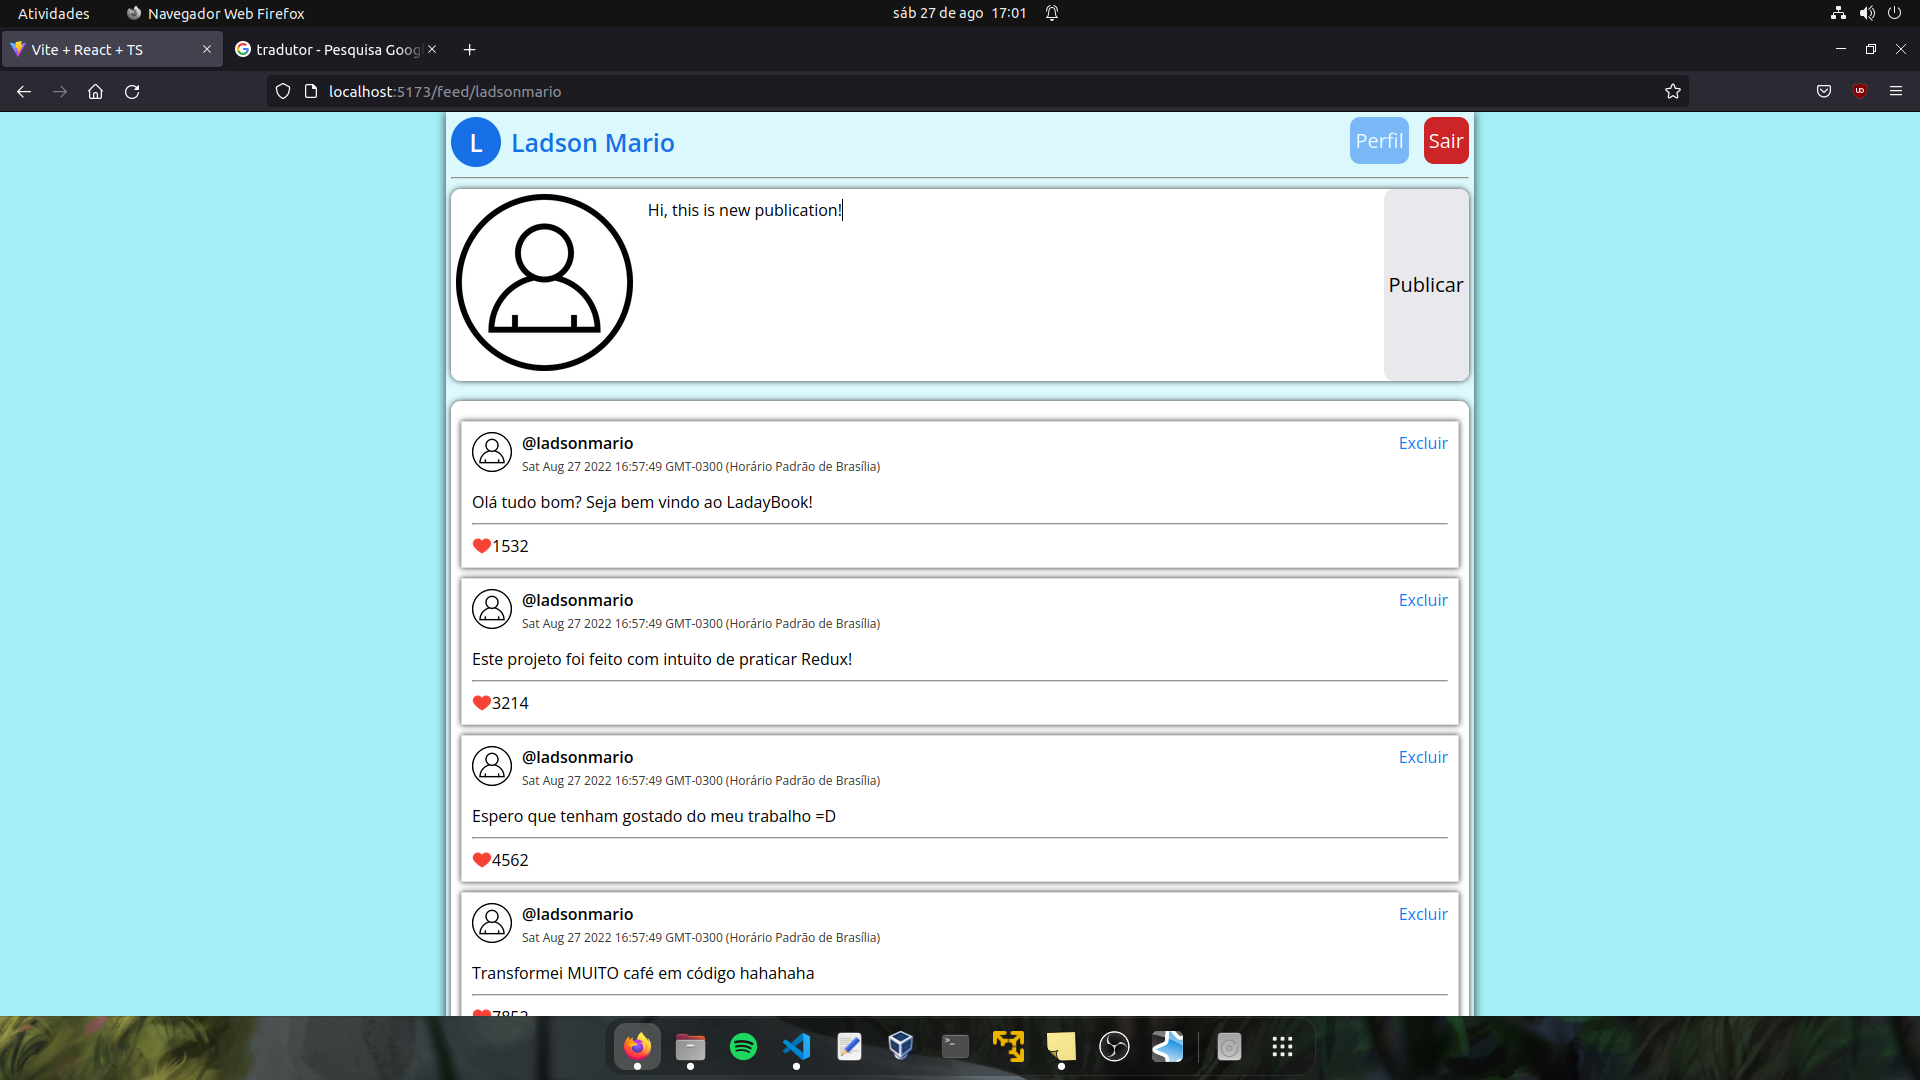 Atividades
Navegador Web Firefox
sáb 27 de ago 17:01
Vite + React + TS
tradutor - Pesquisa Goog
localhost:5173/feed/ladsonmario
L
Ladson Mario
Perfil
Sair
Hi, this is new publication!
Publicar
@ladsonmario
Excluir
Sat Aug 27 2022 16:57:49 GMT-0300 (Horário Padrão de Brasília)
Olá tudo bom? Seja bem vindo ao LadayBook!
1532
@ladsonmario
Excluir
Sat Aug 27 2022 16:57:49 GMT-0300 (Horário Padrão de Brasília)
Este projeto foi feito com intuito de praticar Redux!
3214
@ladsonmario
Excluir
Sat Aug 27 2022 16:57:49 GMT-0300 (Horário Padrão de Brasília)
Espero que tenham gostado do meu trabalho =D
4562
@ladsonmario
Excluir
Sat Aug 27 2022 16:57:49 GMT-0300 (Horário Padrão de Brasília)
Transformei MUITO café em código hahahaha
7852